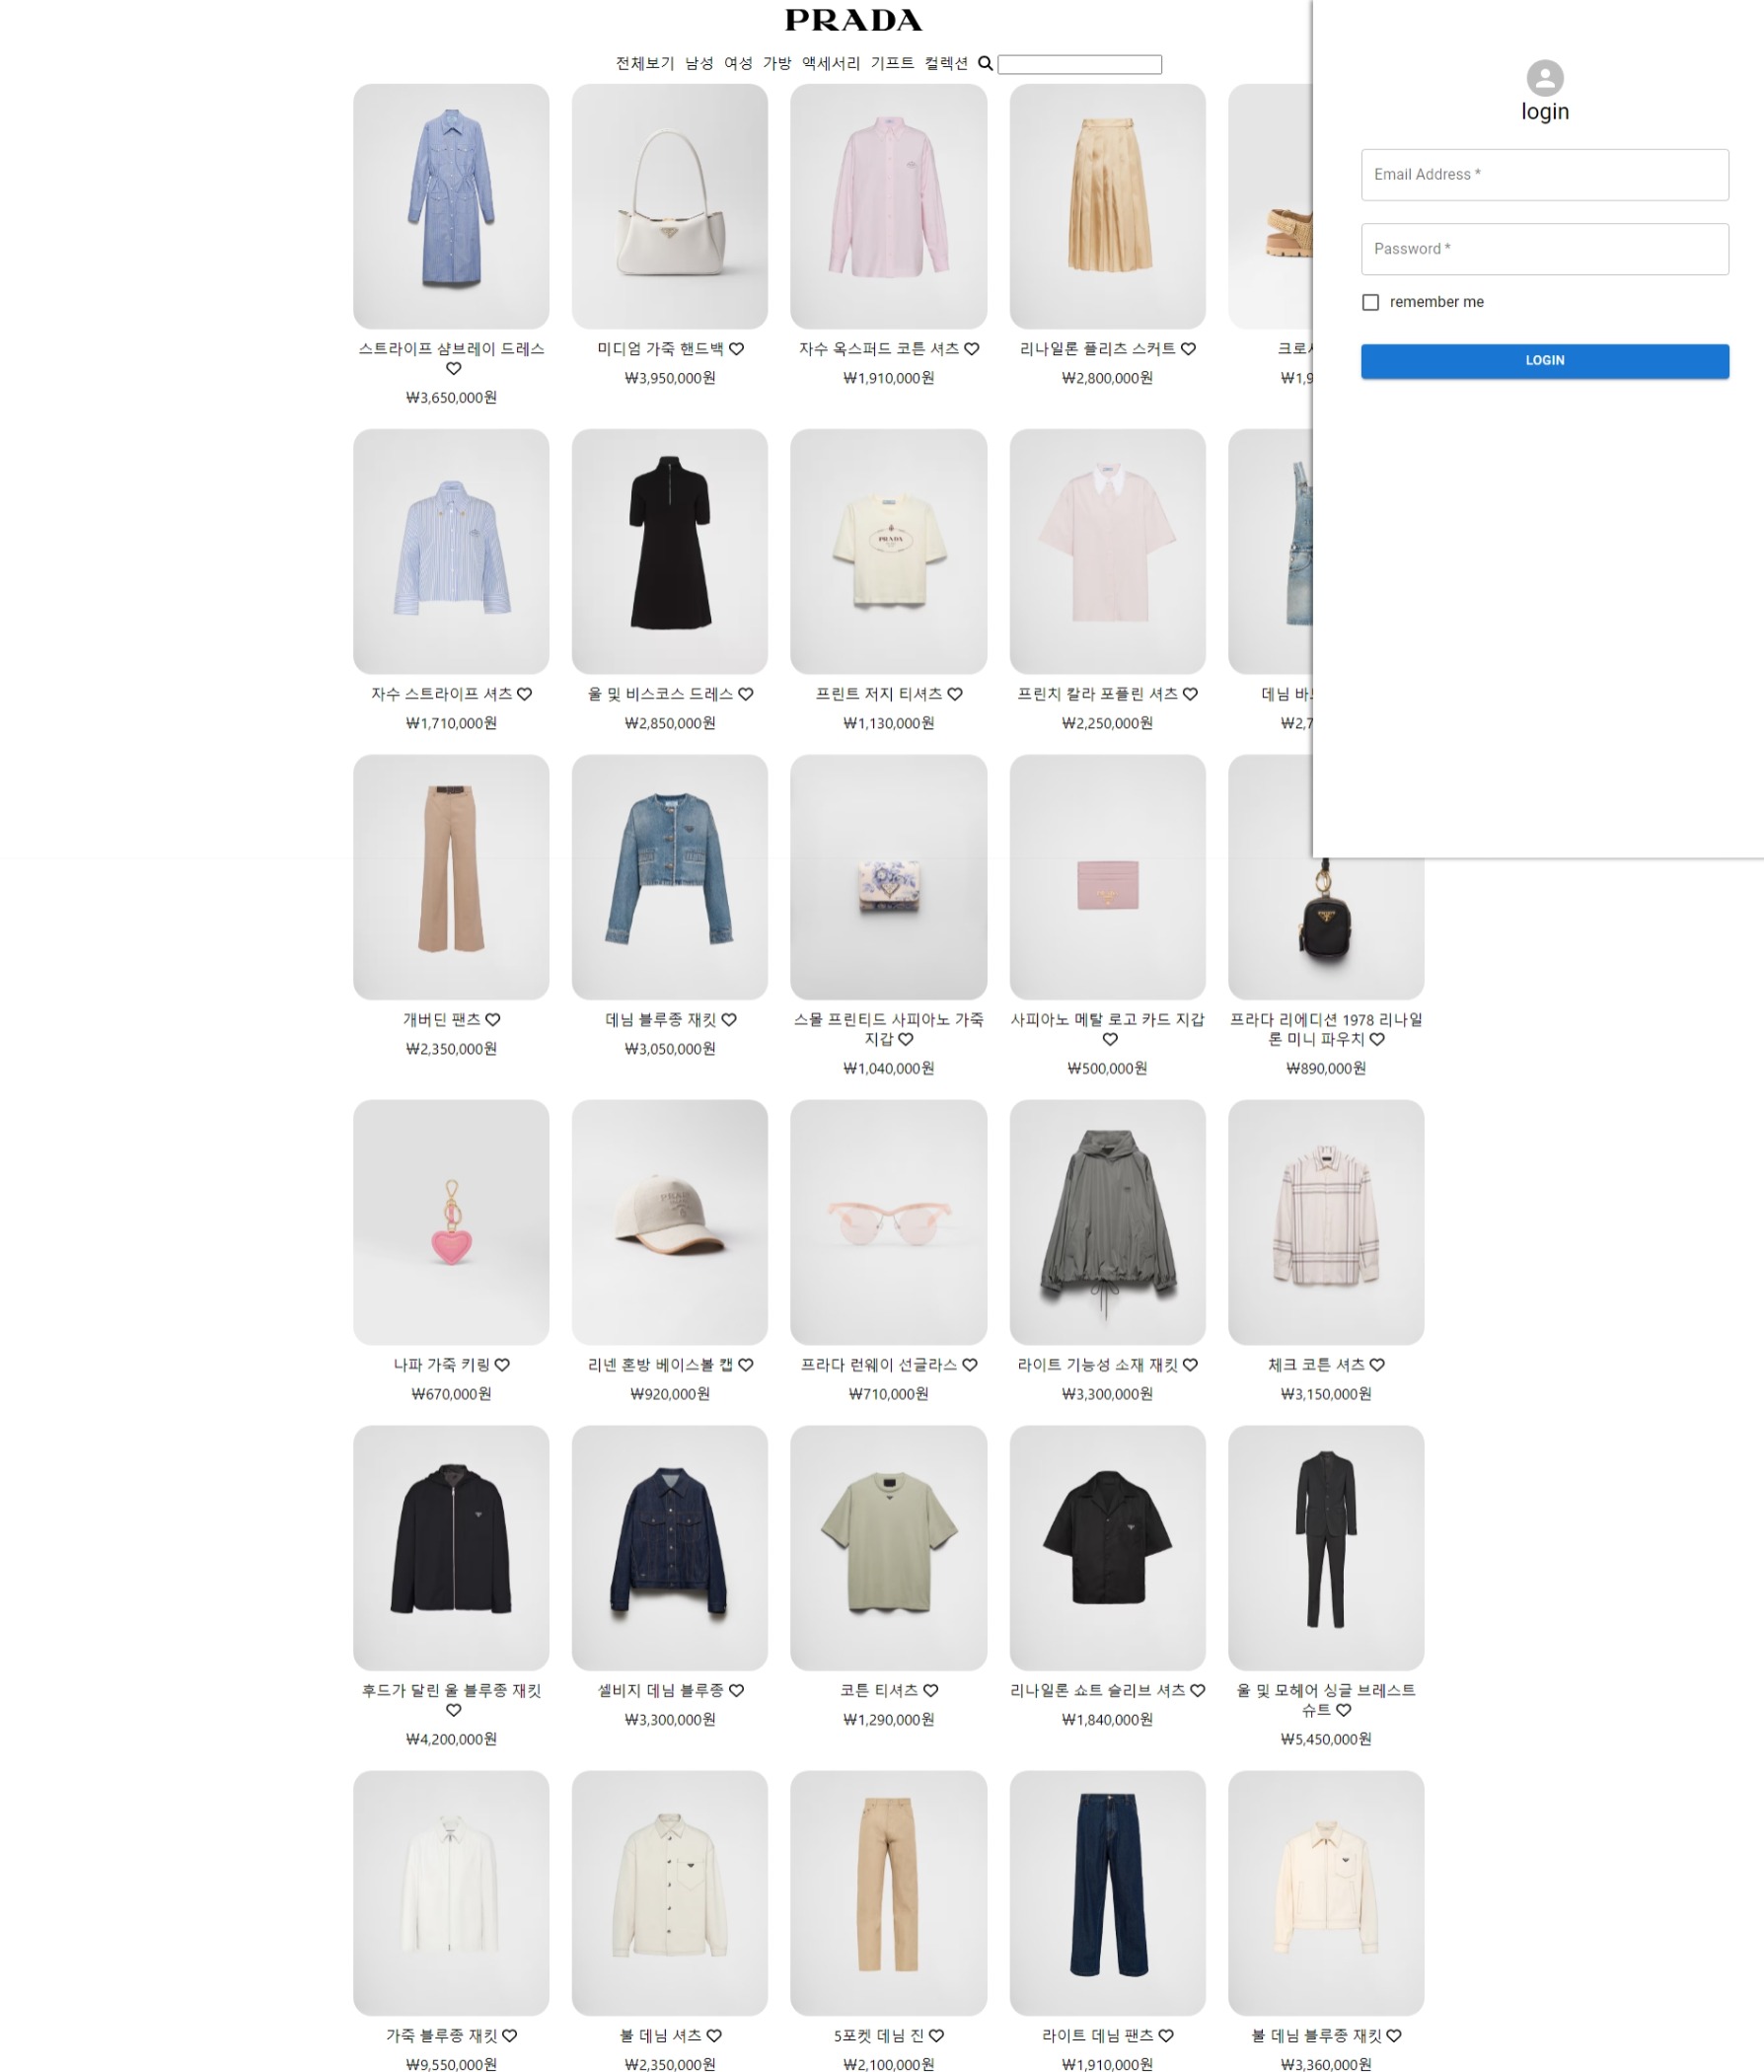 PRADA
전체보기 남성 여성 가방 액세서리 기프트 컬렉션
login
Email Address *
Password *
remember me
LOGIN
스트라이프 샴브레이 드레스
₩3,650,000원
미디엄 가죽 핸드백
₩3,950,000원
자수 옥스퍼드 코튼 셔츠
₩1,910,000원
리나일론 플리츠 스커트
₩2,800,000원
크로
₩1,9
자수 스트라이프 셔츠
₩1,710,000원
울 및 비스코스 드레스
₩2,850,000원
PRADA
프린트 저지 티셔츠
₩1,130,000원
프린치 칼라 포플린 셔츠
₩2,250,000원
데님 바
₩2,7
개버딘 팬츠
₩2,350,000원
데님 블루종 재킷
₩3,050,000원
스몰 프린티드 사피아노 가죽
지갑
₩1,040,000원
사피아노 메탈 로고 카드 지갑
₩500,000원
프라다 리에디션 1978 리나일
론 미니 파우치
₩890,000원
나파 가죽 키링
₩670,000원
PRADA
리넨 혼방 베이스볼 캡
₩920,000원
프라다 런웨이 선글라스
₩710,000원
라이트 기능성 소재 재킷
₩3,300,000원
체크 코튼 셔츠
₩3,150,000원
후드가 달린 울 블루종 재킷
₩4,200,000원
셀비지 데님 블루종
₩3,300,000원
코튼 티셔츠
₩1,290,000원
리나일론 쇼트 슬리브 셔츠
₩1,840,000원
울 및 모헤어 싱글 브레스트
슈트
₩5,450,000원
가죽 블루종 재킷
₩9,550,000원
불 데님 셔츠
₩2,350,000원
5포켓 데님 진
₩2,100,000원
라이트 데님 팬츠
₩1,910,000원
불 데님 블루종 재킷
₩3,360,000원